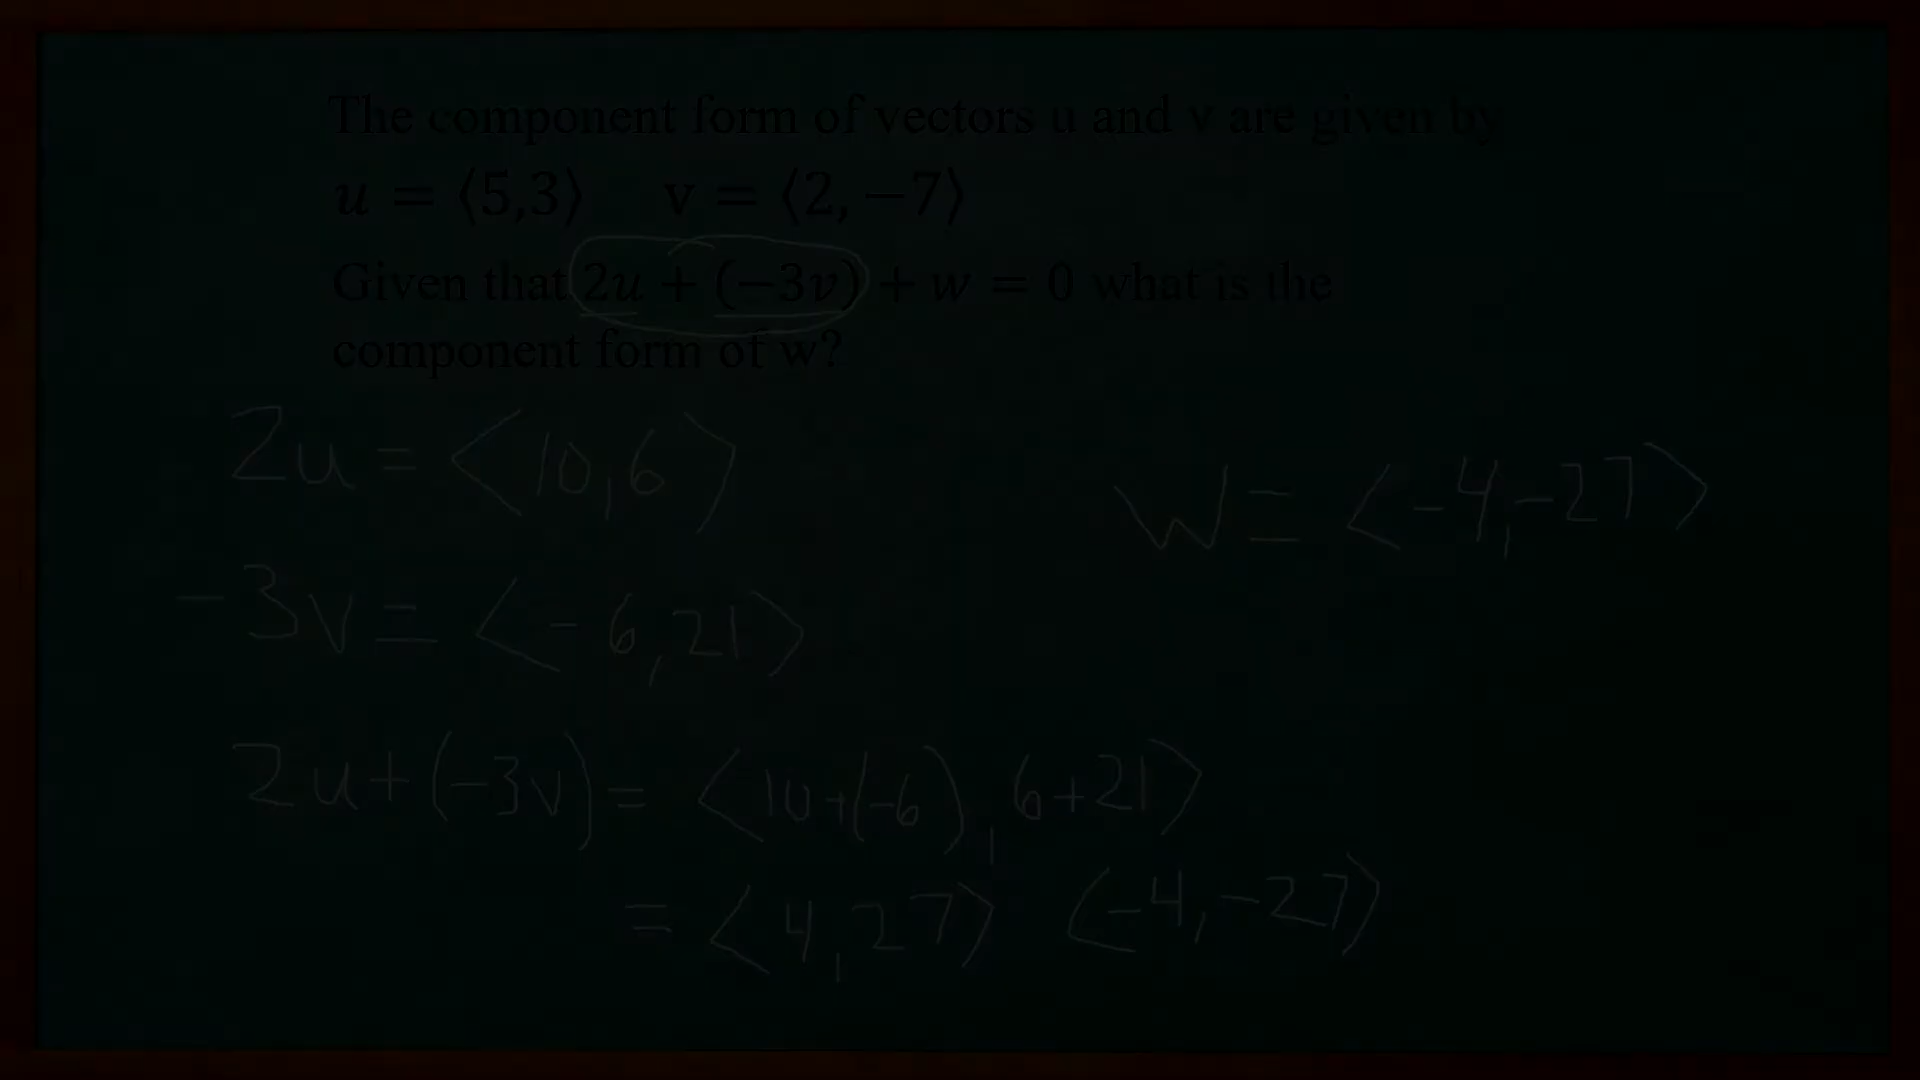 The component form of vectors u and v are given by
u = ⟨5,3⟩ v = ⟨2, −7⟩
Given that 2u + (−3v) + w = 0 what is the
component form of w?
2u = ⟨10,6⟩
w = ⟨-4,-27⟩
-3v = ⟨-6,21⟩
2u+(-3v) = ⟨10+(-6), 6+21⟩
= ⟨4,27⟩ ⟨-4,-27⟩